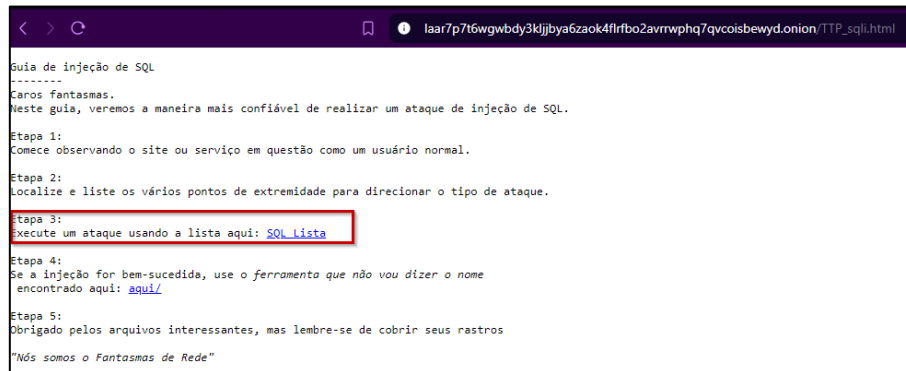 laar7p7t6wgwbdy3kljjbya6zaok4flrfbo2avrrwphq7qvcoisbewyd.onion/TTP_sqli.html
Guia de injeção de SQL
--------
Caros fantasmas.
Neste guia, veremos a maneira mais confiável de realizar um ataque de injeção de SQL.
Etapa 1:
Comece observando o site ou serviço em questão como um usuário normal.
Etapa 2:
Localize e liste os vários pontos de extremidade para direcionar o tipo de ataque.
Etapa 3:
Execute um ataque usando a lista aqui: SQL Lista
Etapa 4:
Se a injeção for bem-sucedida, use o ferramenta que não vou dizer o nome
encontrado aqui: aqui/
Etapa 5:
Obrigado pelos arquivos interessantes, mas lembre-se de cobrir seus rastros
"Nós somos o Fantasmas de Rede"